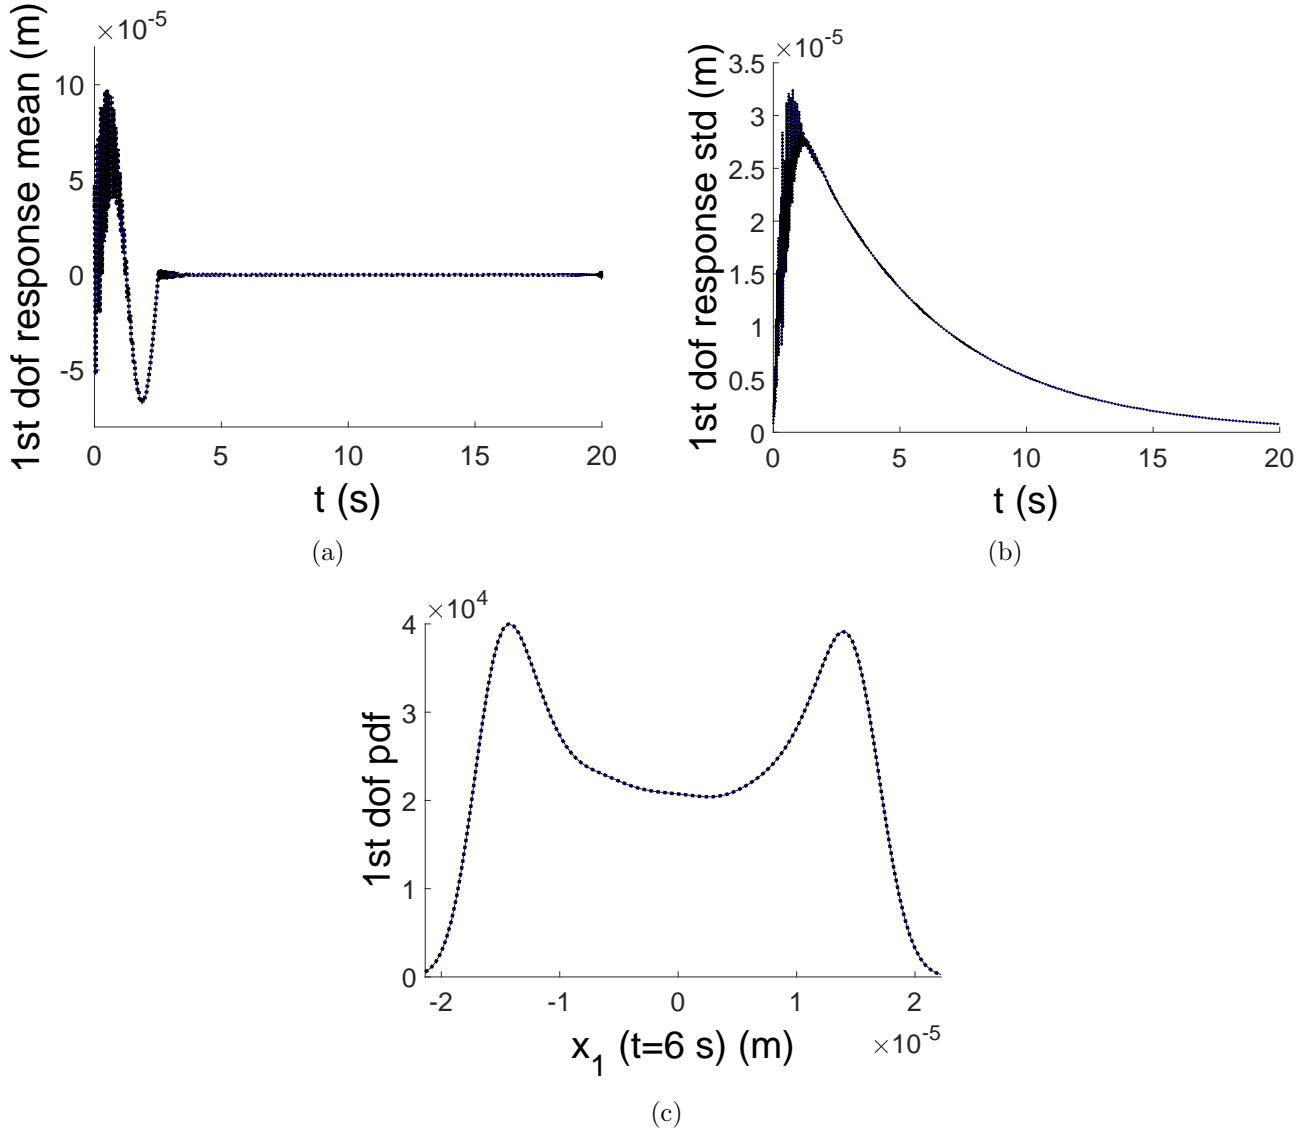 ×10-5
1st dof response mean (m)
10
5
0
-5
0 5 10 15 20
t (s)
(a)
×10-5
1st dof response std (m)
3.5
3
2.5
2
1.5
1
0.5
0
0 5 10 15 20
t (s)
(b)
×104
1st dof pdf
4
3
2
1
0
-2 -1 0 1 2
×10-5
x1 (t=6 s) (m)
(c)